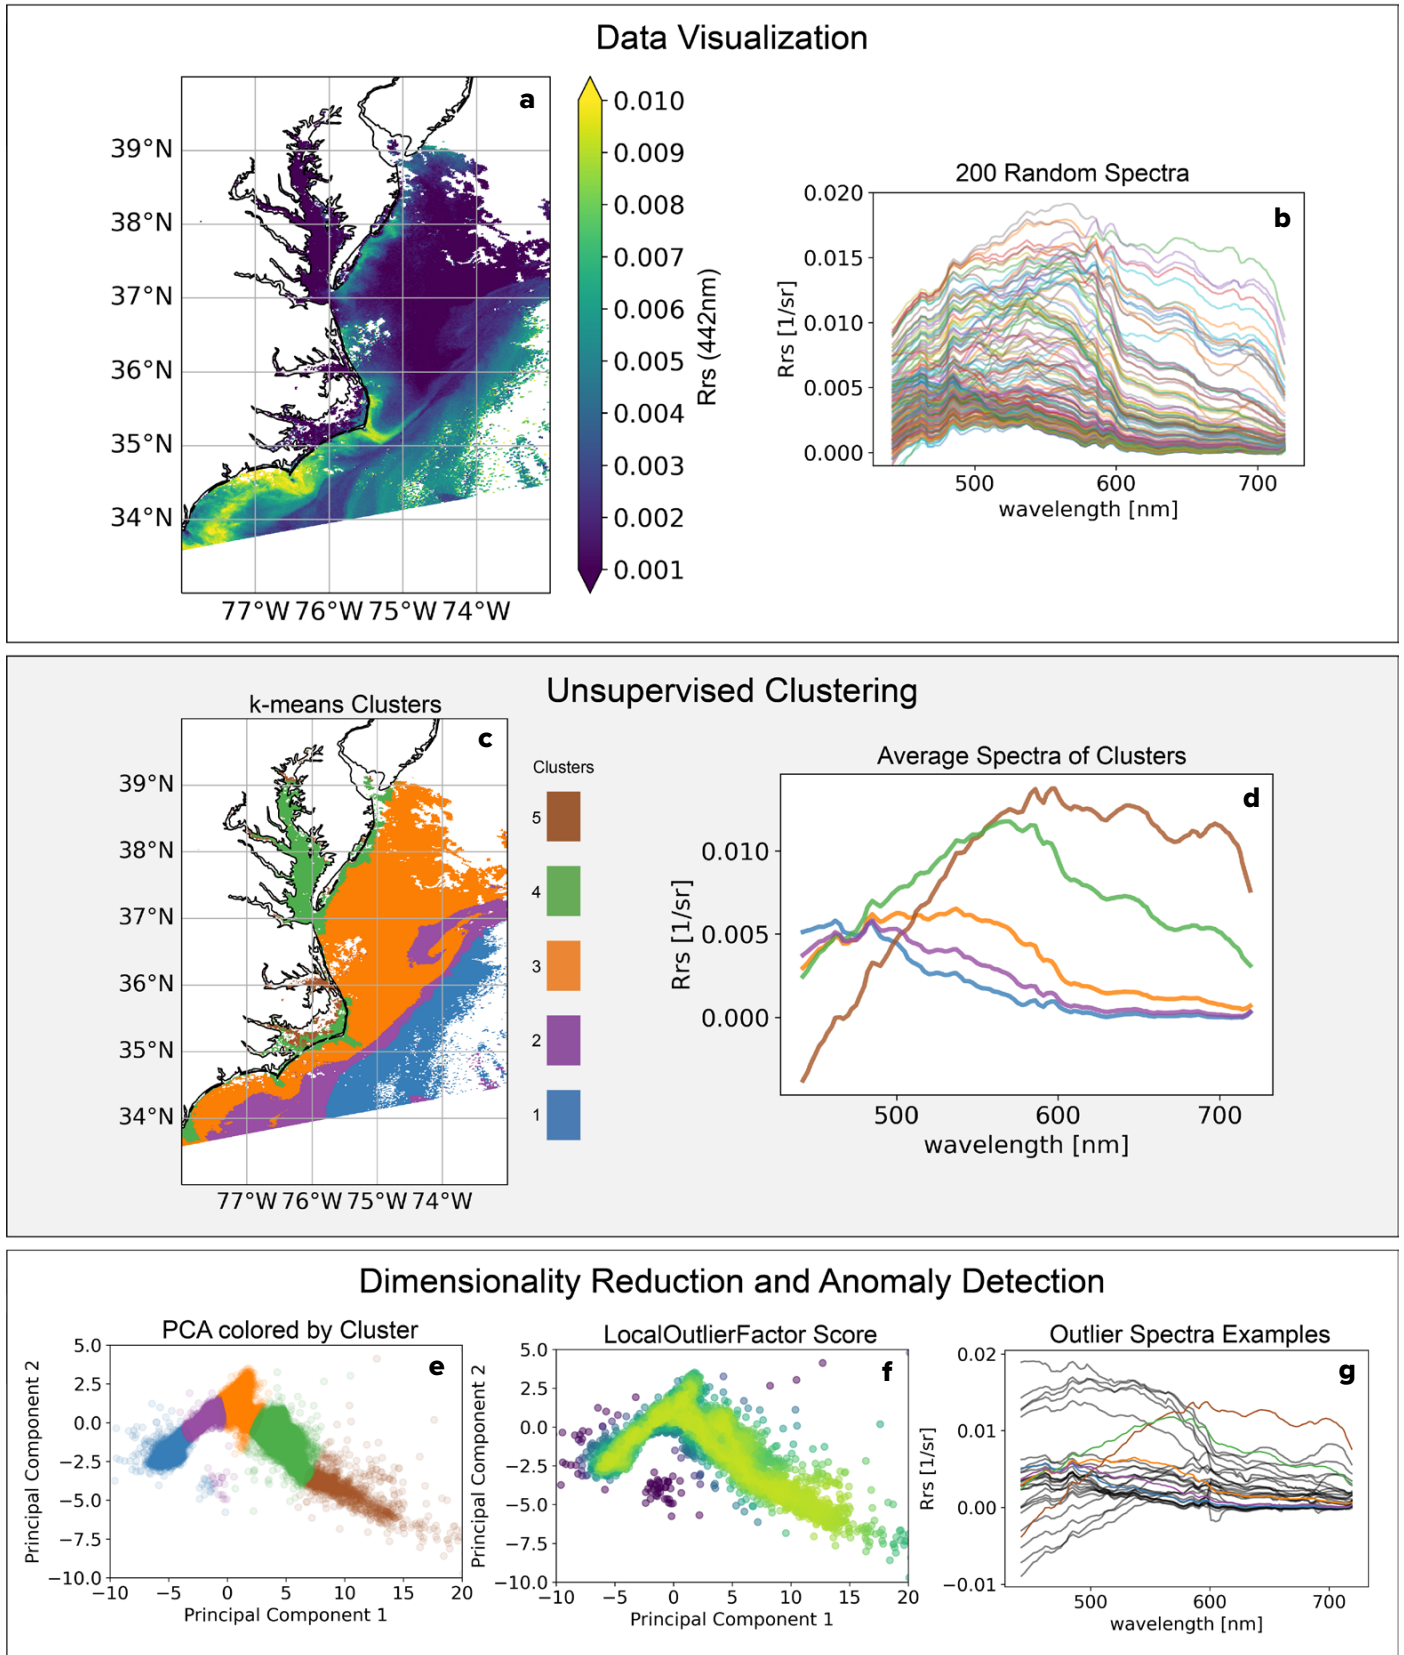 Data Visualization
a
39°N
38°N
37°N
36°N
35°N
34°N
77°W 76°W 75°W 74°W
0.010
0.009
0.008
0.007
0.006
0.005
0.004
0.003
0.002
0.001
Rrs (442nm)
200 Random Spectra
b
0.020
0.015
0.010
0.005
0.000
Rrs [1/sr]
500 600 700
wavelength [nm]
Unsupervised Clustering
k-means Clusters
c
39°N
38°N
37°N
36°N
35°N
34°N
77°W 76°W 75°W 74°W
Clusters
5
4
3
2
1
Average Spectra of Clusters
d
0.010
0.005
0.000
Rrs [1/sr]
500 600 700
wavelength [nm]
Dimensionality Reduction and Anomaly Detection
PCA colored by Cluster
e
5.0
2.5
0.0
−2.5
−5.0
−7.5
−10.0
Principal Component 2
−10 −5 0 5 10 15 20
Principal Component 1
LocalOutlierFactor Score
f
5.0
2.5
0.0
−2.5
−5.0
−7.5
−10.0
Principal Component 2
−10 −5 0 5 10 15 20
Principal Component 1
Outlier Spectra Examples
g
0.02
0.01
0.00
−0.01
Rrs [1/sr]
500 600 700
wavelength [nm]